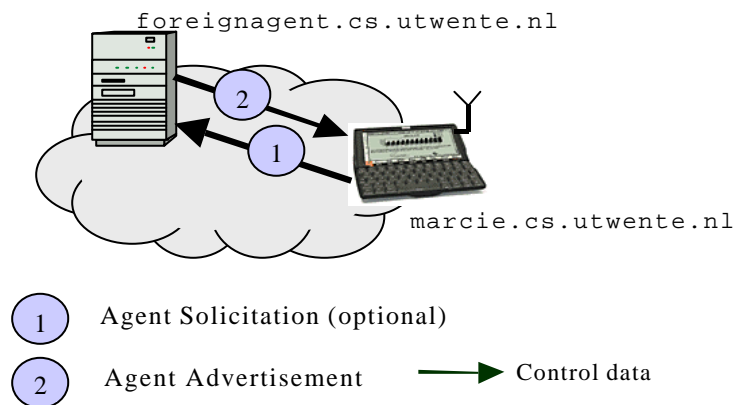 foreignagent.cs.utwente.nl
2
1
marcie.cs.utwente.nl
1 Agent Solicitation (optional)
2 Agent Advertisement
Control data